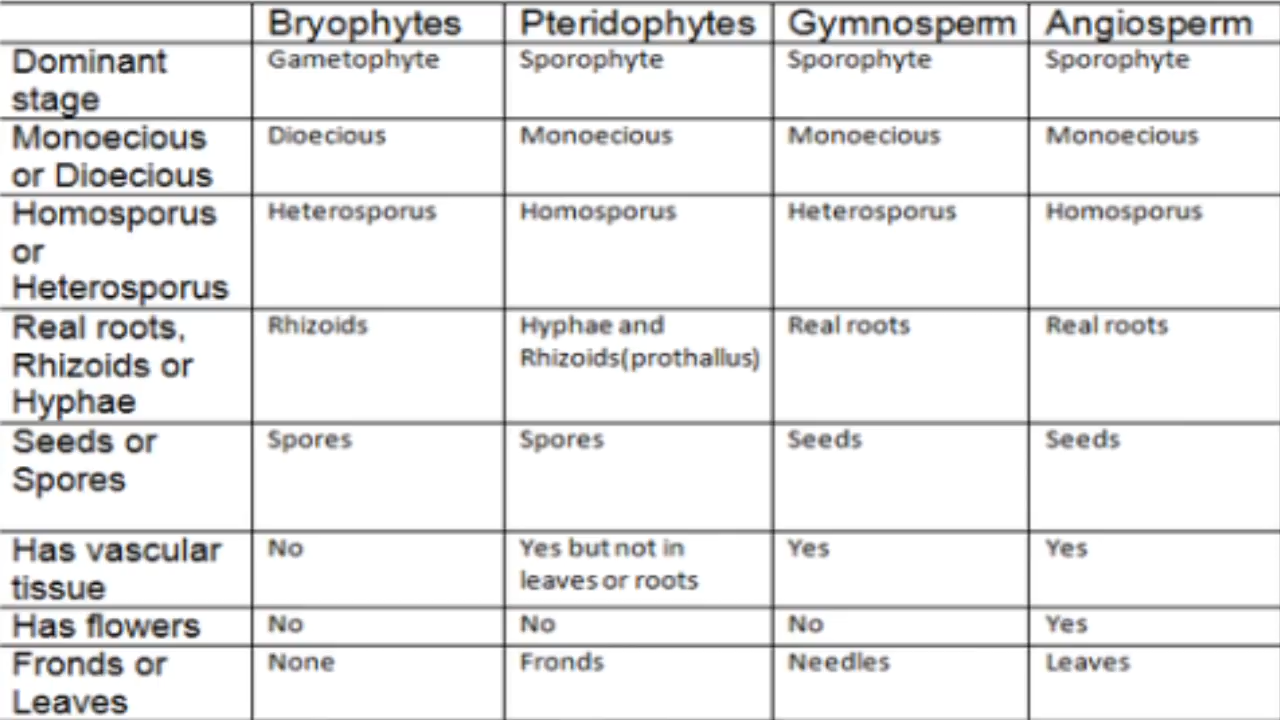 Bryophytes Pteridophytes Gymnosperm Angiosperm
Dominant Gametophyte Sporophyte Sporophyte Sporophyte
stage
Monoecious Dioecious Monoecious Monoecious Monoecious
or Dioecious
Homosporus Heterosporus Homosporus Heterosporus Homosporus
or
Heterosporus
Real roots, Rhizoids Hyphae and Real roots Real roots
Rhizoids or Rhizoids(prothallus)
Hyphae
Seeds or Spores Spores Seeds Seeds
Spores
Has vascular No Yes but not in Yes Yes
tissue leaves or roots
Has flowers No No No Yes
Fronds or None Fronds Needles Leaves
Leaves